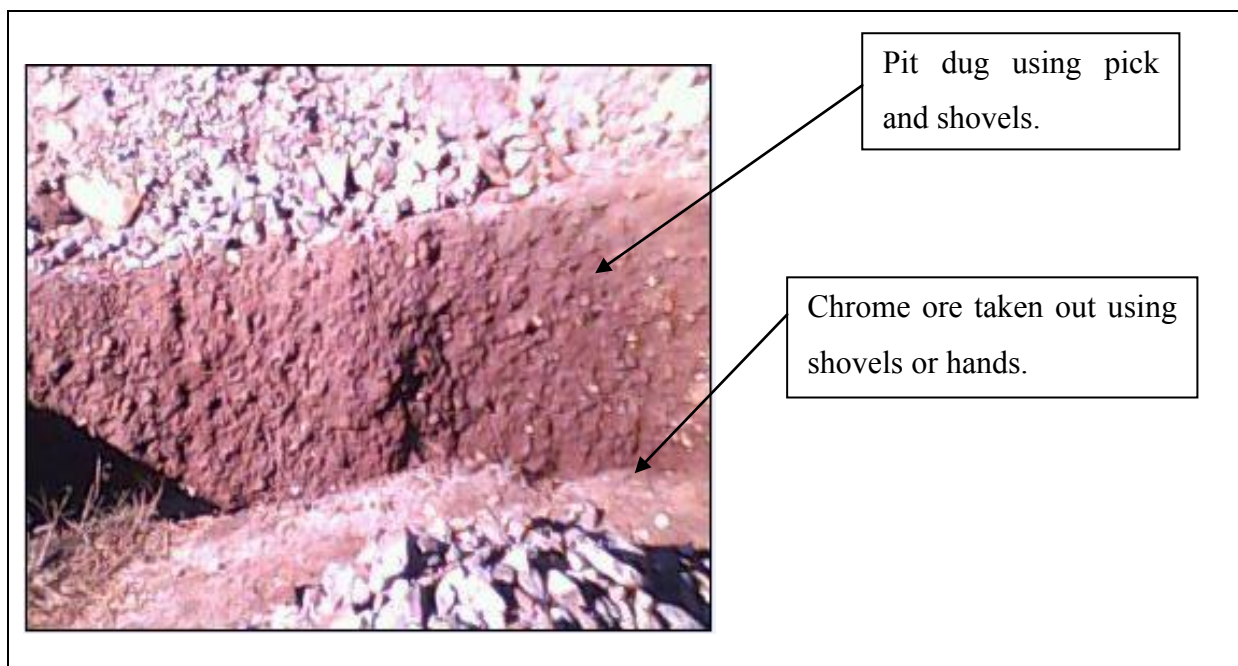 Pit dug using pick
and shovels.
Chrome ore taken out using
shovels or hands.